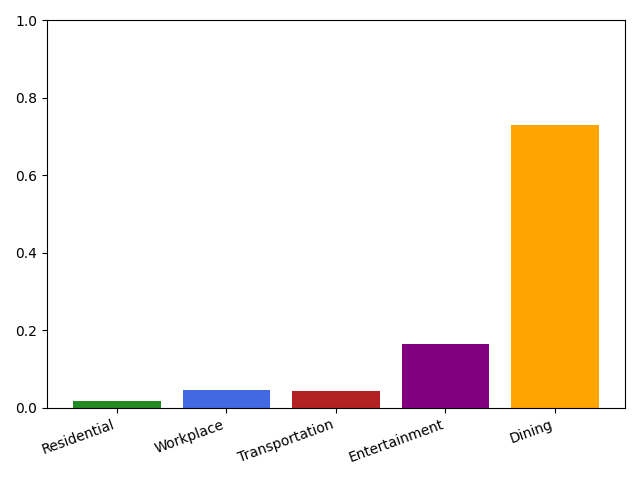 1.0
0.8
0.6
0.4
0.2
0.0
Residential
Workplace
Transportation
Entertainment
Dining